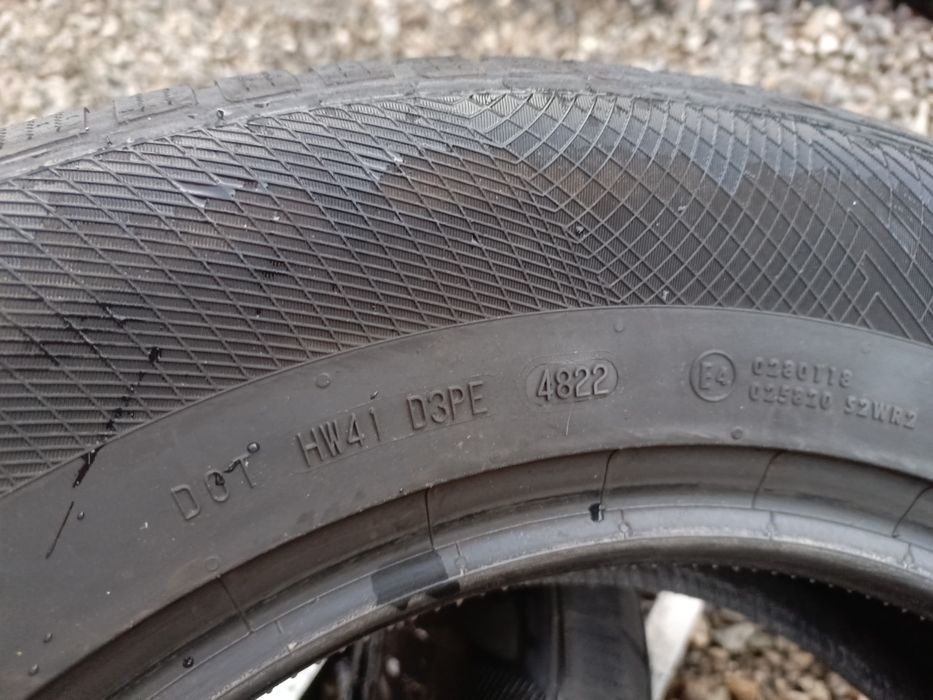 DOT HW41 D3PE 4822
E4 0280118
025820 S2WR2